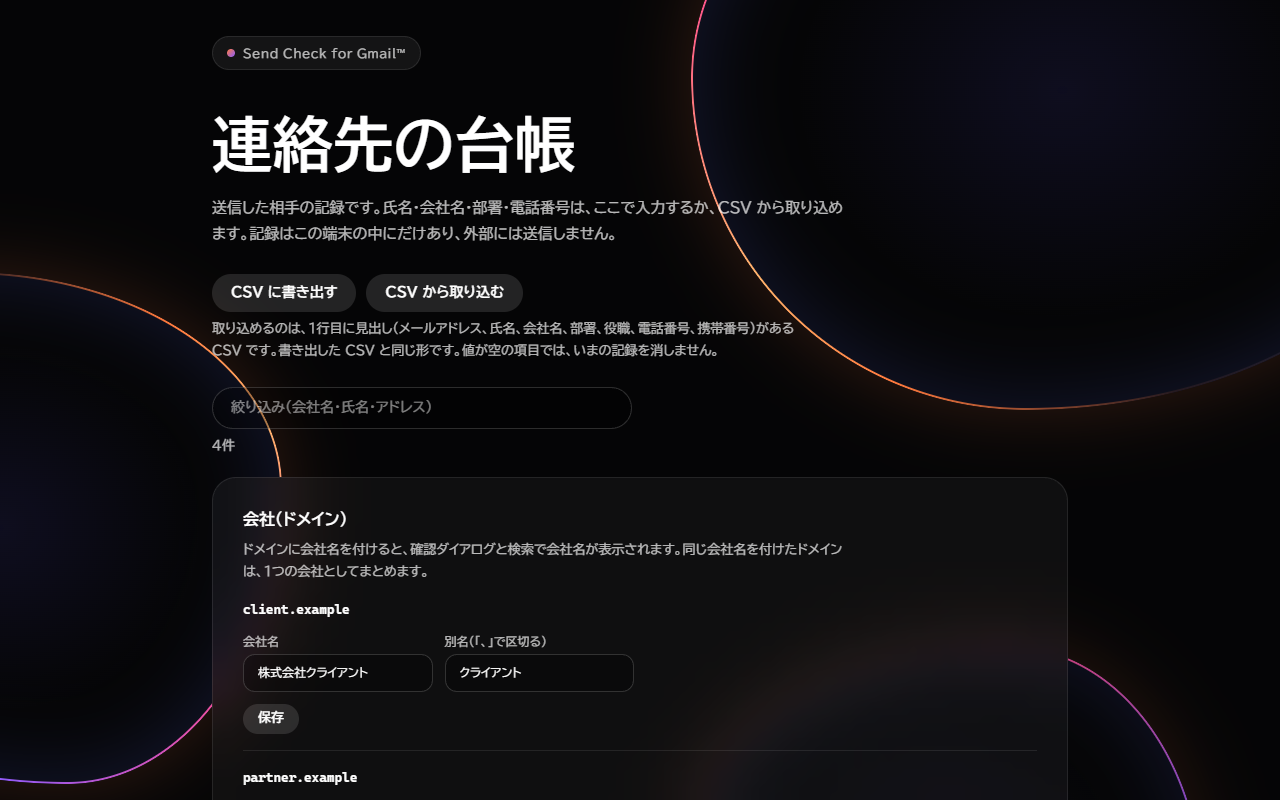 Send Check for Gmail™
連絡先の台帳
送信した相手の記録です。氏名・会社名・部署・電話番号は、ここで入力するか、CSV から取り込め
ます。記録はこの端末の中にだけあり、外部には送信しません。
CSV に書き出す
CSV から取り込む
取り込めるのは、1行目に見出し(メールアドレス、氏名、会社名、部署、役職、電話番号、携帯番号)がある
CSV です。書き出した CSV と同じ形です。値が空の項目では、いまの記録を消しません。
絞り込み(会社名・氏名・アドレス)
4件
会社(ドメイン)
ドメインに会社名を付けると、確認ダイアログと検索で会社名が表示されます。同じ会社名を付けたドメイン
は、1つの会社としてまとめます。
client.example
会社名
別名(「、」で区切る)
株式会社クライアント
クライアント
保存
partner.example